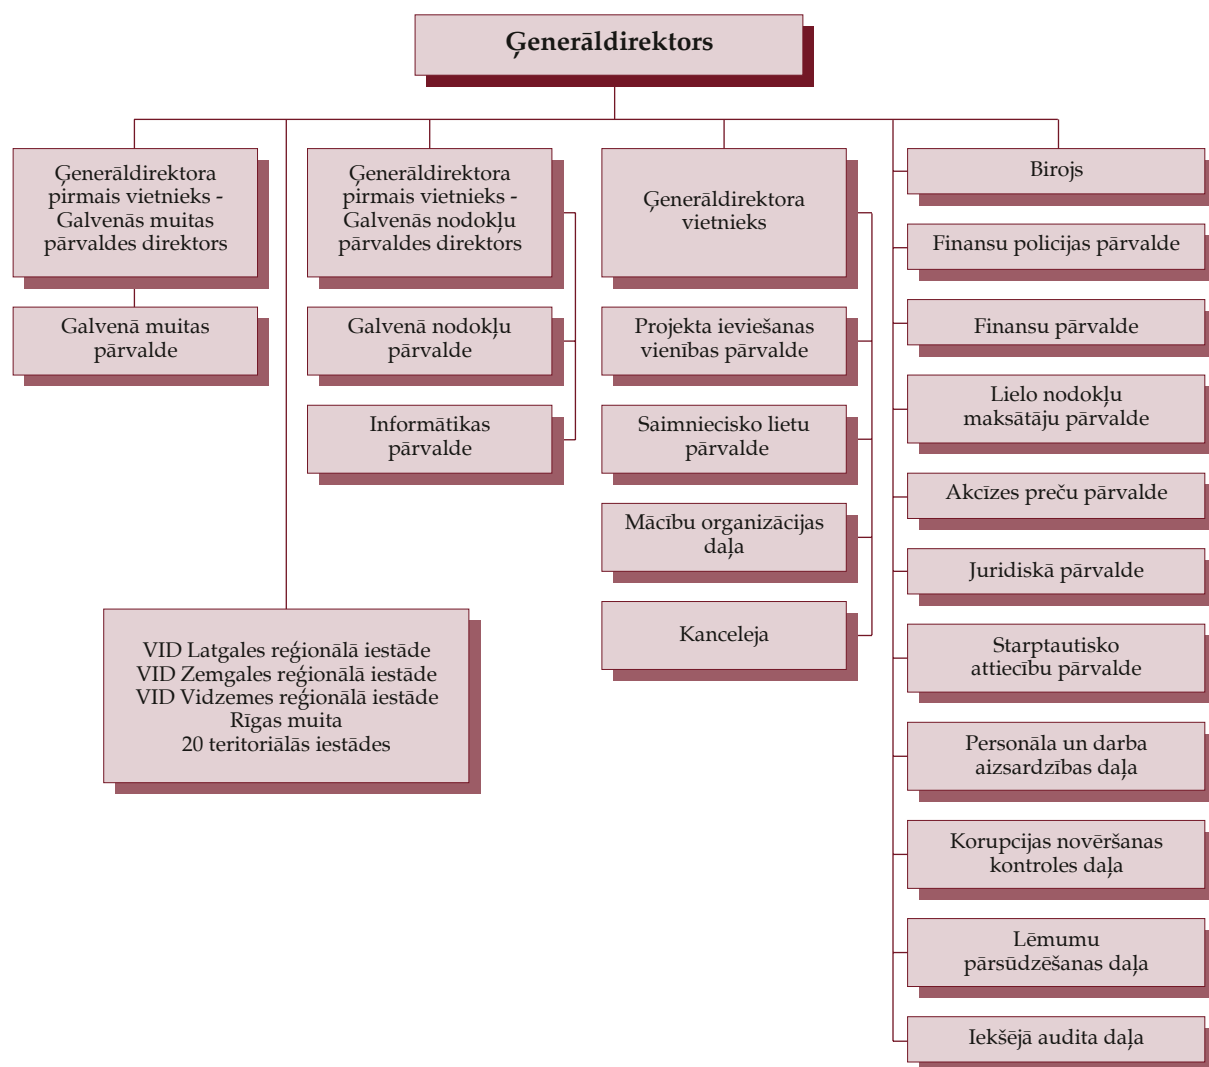 Ģenerāldirektors
Ģenerāldirektora
pirmais vietnieks -
Galvenās muitas
pārvaldes direktors
Galvenā muitas
pārvalde
Ģenerāldirektora
pirmais vietnieks -
Galvenās nodokļu
pārvaldes direktors
Galvenā nodokļu
pārvalde
Informātikas
pārvalde
VID Latgales reģionālā iestāde
VID Zemgales reģionālā iestāde
VID Vidzemes reģionālā iestāde
Rīgas muita
20 teritoriālās iestādes
Ģenerāldirektora
vietnieks
Projekta ieviešanas
vienības pārvalde
Saimniecisko lietu
pārvalde
Mācību organizācijas
daļa
Kanceleja
Birojs
Finansu policijas pārvalde
Finansu pārvalde
Lielo nodokļu
maksātāju pārvalde
Akcīzes preču pārvalde
Juridiskā pārvalde
Starptautisko
attiecību pārvalde
Personāla un darba
aizsardzības daļa
Korupcijas novēršanas
kontroles daļa
Lēmumu
pārsūdzēšanas daļa
Iekšējā audita daļa